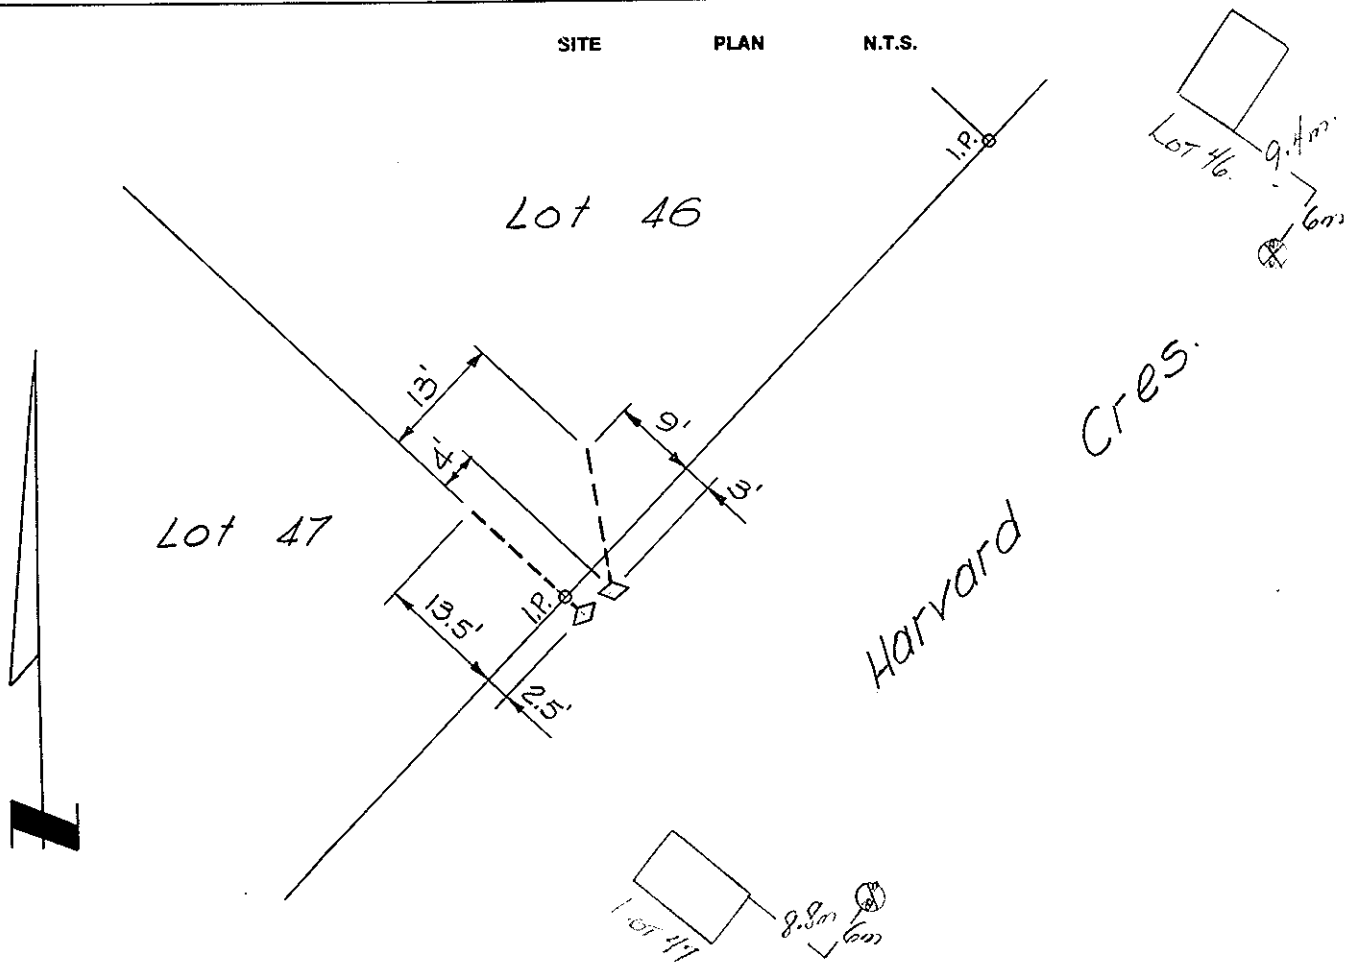 SITE PLAN N.T.S.
I.P.
Lot 46
LOT 46.
9.4m.
6m
13'
9'
4'
3'
Cres.
Lot 47
Harvard
I.P.
13.5'
2.5'
LOT 47
8.8m